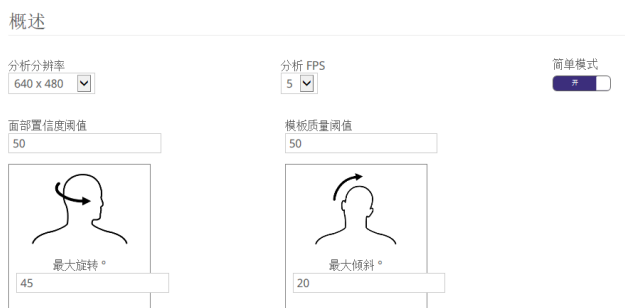 概述
分析分辨率 分析 FPS 简单模式
640 x 480 5 开
面部置信度阈值 模板质量阈值
50 50
最大旋转 ° 最大倾斜 °
45 20